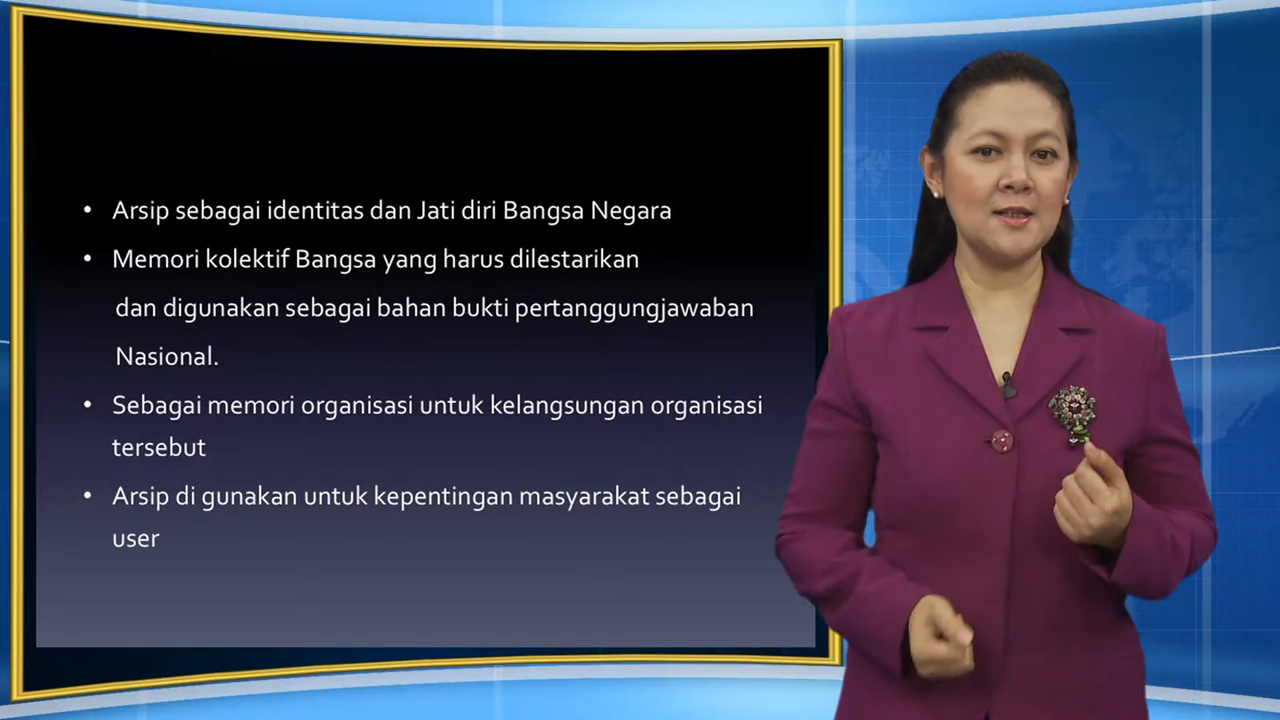 • Arsip sebagai identitas dan Jati diri Bangsa Negara
• Memori kolektif Bangsa yang harus dilestarikan
dan digunakan sebagai bahan bukti pertanggungjawaban
Nasional.
• Sebagai memori organisasi untuk kelangsungan organisasi
tersebut
• Arsip di gunakan untuk kepentingan masyarakat sebagai
user